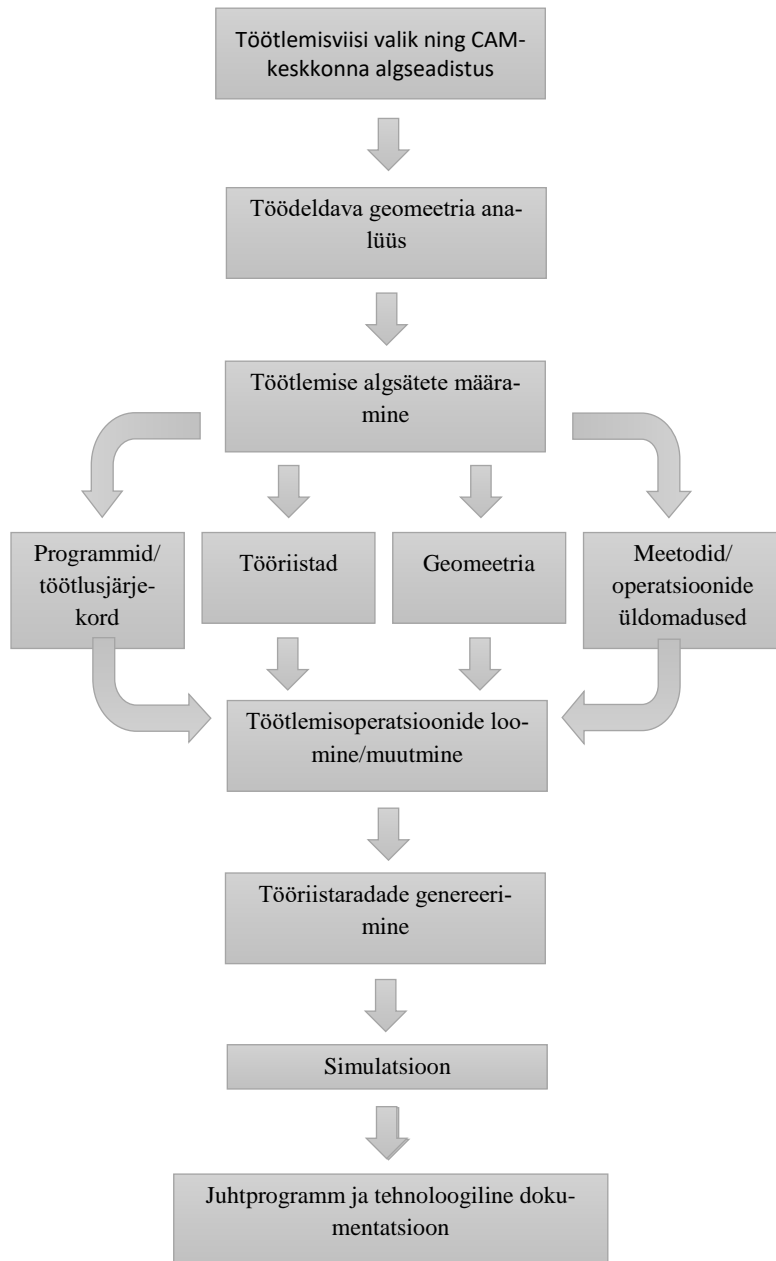 Töötlemisviisi valik ning CAM-
keskkonna algseadistus
Töödeldava geomeetria ana-
lüüs
Töötlemise algsätete määra-
mine
Programmid/
töötlusjärje-
kord
Tööriistad
Geomeetria
Meetodid/
operatsioonide
üldomadused
Töötlemisoperatsioonide loo-
mine/muutmine
Tööriistaradade genereeri-
mine
Simulatsioon
Juhtprogramm ja tehnoloogiline doku-
mentatsioon